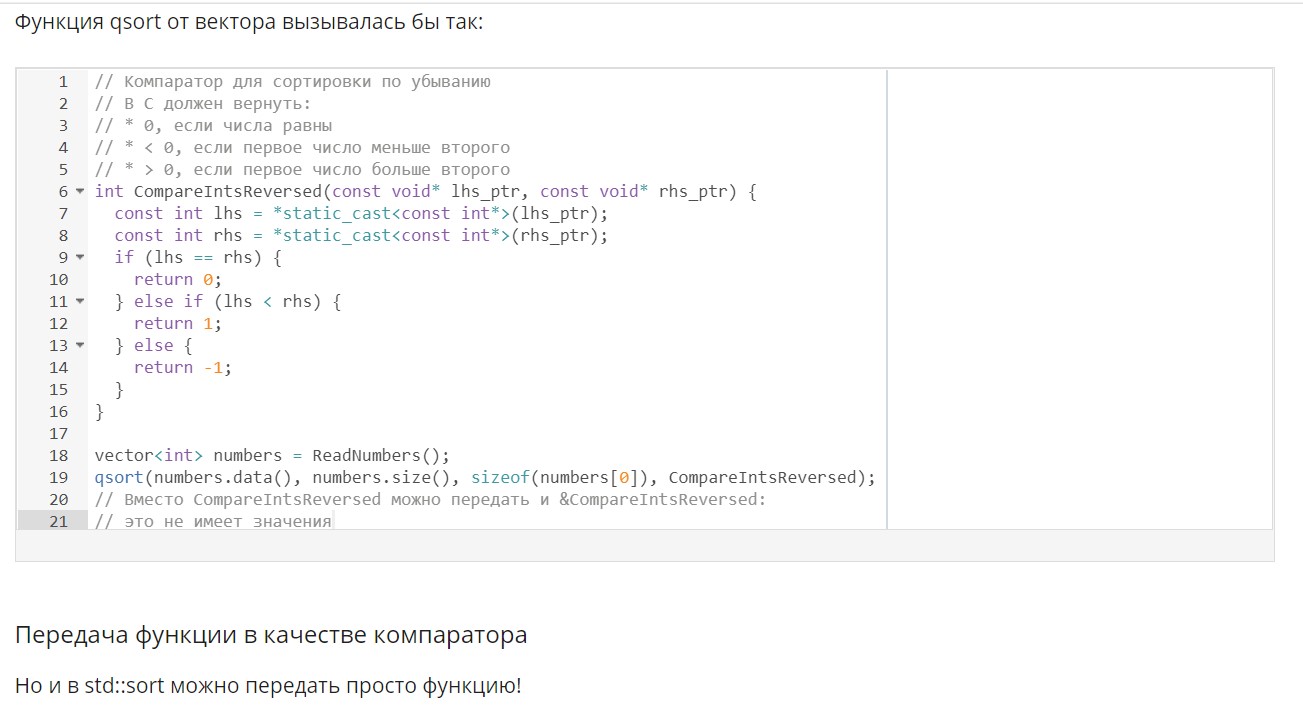 Функция qsort от вектора вызывалась бы так:
1 // Компаратор для сортировки по убыванию
2 // В C должен вернуть:
3 // * 0, если числа равны
4 // * < 0, если первое число меньше второго
5 // * > 0, если первое число больше второго
6 int CompareIntsReversed(const void* lhs_ptr, const void* rhs_ptr) {
7   const int lhs = *static_cast<const int*>(lhs_ptr);
8   const int rhs = *static_cast<const int*>(rhs_ptr);
9   if (lhs == rhs) {
10     return 0;
11   } else if (lhs < rhs) {
12     return 1;
13   } else {
14     return -1;
15   }
16 }
17
18 vector<int> numbers = ReadNumbers();
19 qsort(numbers.data(), numbers.size(), sizeof(numbers[0]), CompareIntsReversed);
20 // Вместо CompareIntsReversed можно передать и &CompareIntsReversed:
21 // это не имеет значения
Передача функции в качестве компаратора
Но и в std::sort можно передать просто функцию!